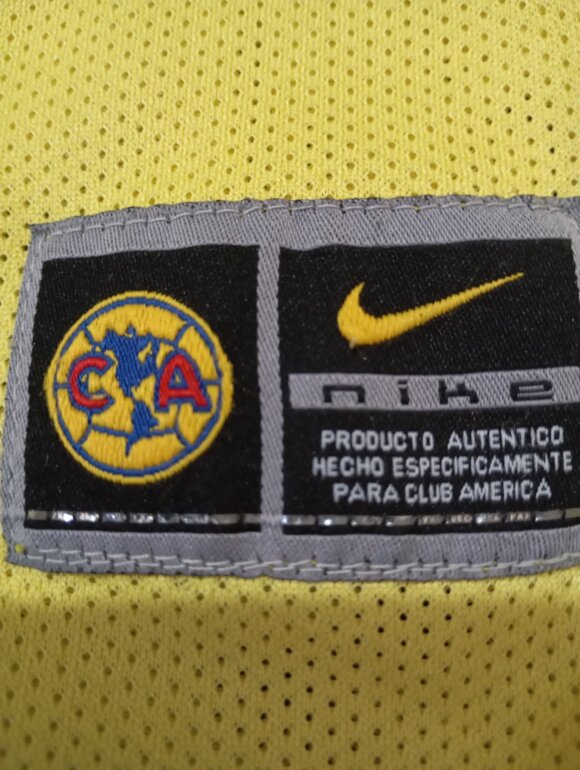 CA
nike
PRODUCTO AUTENTICO
HECHO ESPECIFICAMENTE
PARA CLUB AMERICA